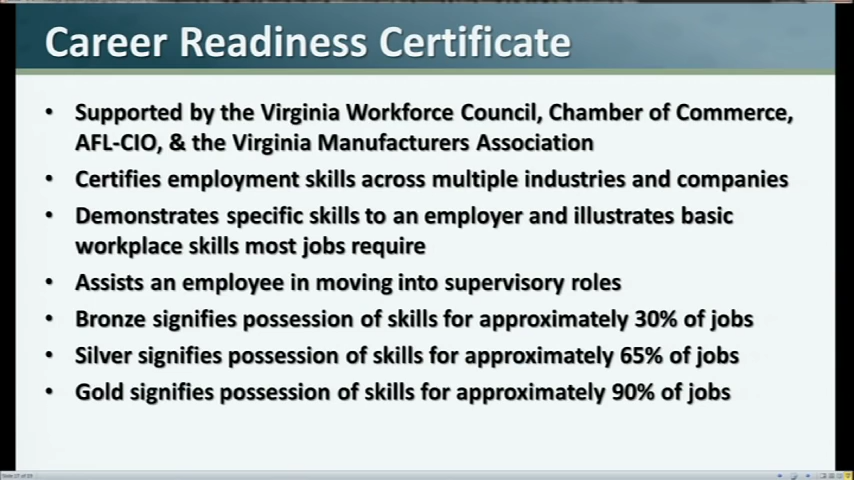 Career Readiness Certificate
• Supported by the Virginia Workforce Council, Chamber of Commerce,
AFL-CIO, & the Virginia Manufacturers Association
• Certifies employment skills across multiple industries and companies
• Demonstrates specific skills to an employer and illustrates basic
workplace skills most jobs require
• Assists an employee in moving into supervisory roles
• Bronze signifies possession of skills for approximately 30% of jobs
• Silver signifies possession of skills for approximately 65% of jobs
• Gold signifies possession of skills for approximately 90% of jobs